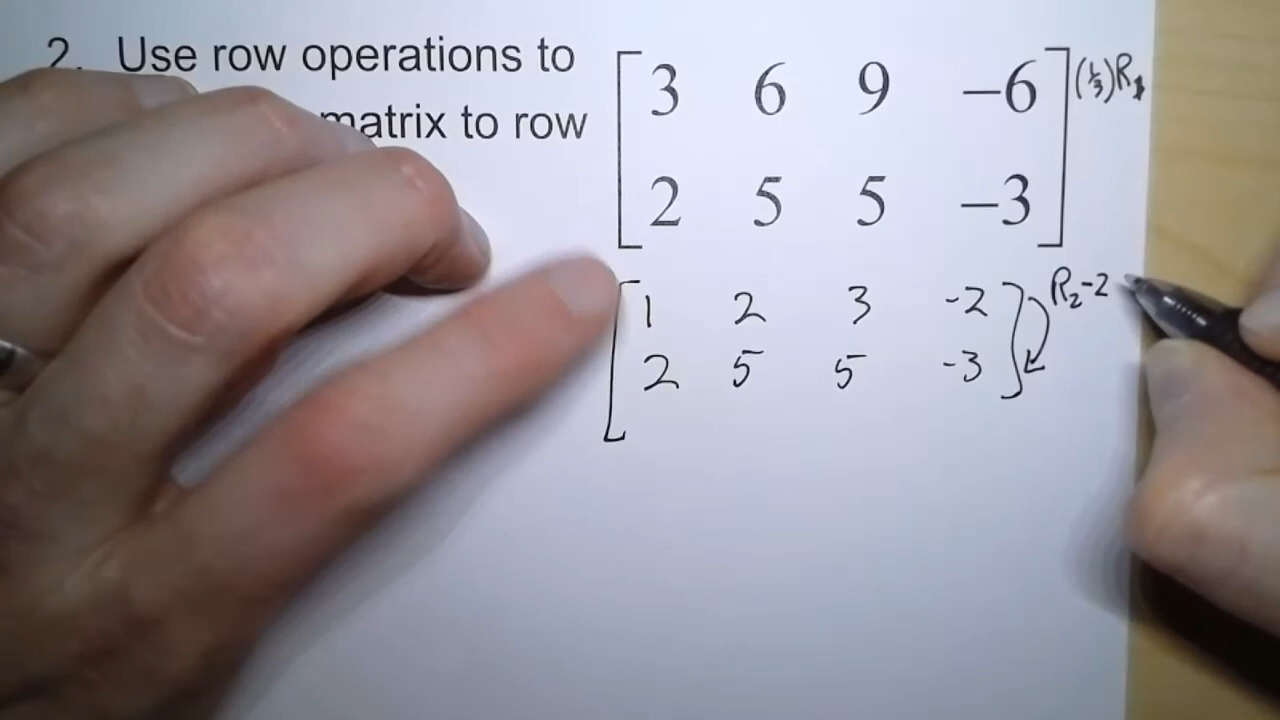 2. Use row operations to
matrix to row
3 6 9 −6 (1/3)R1
2 5 5 −3
1 2 3 -2 R2-2
2 5 5 -3